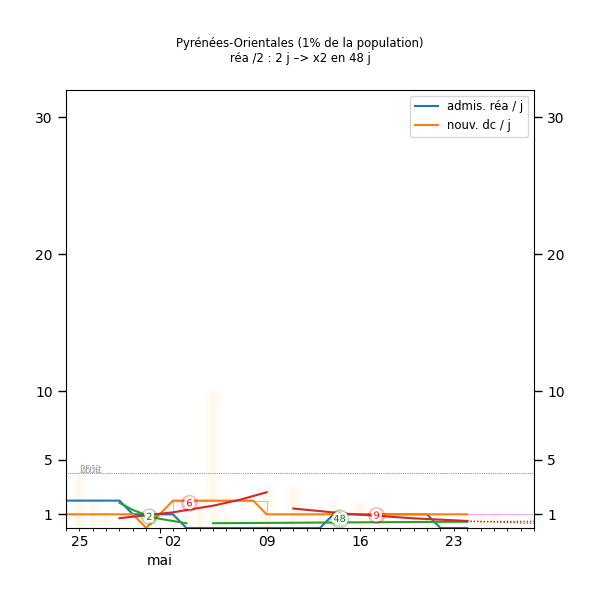 Pyrénées-Orientales (1% de la population)
réa /2 : 2 j –> x2 en 48 j
admis. réa / j
nouv. dc / j
30 30
20 20
10 10
5 5
1 1
2 6 48 9
25 02 09 16 23
mai